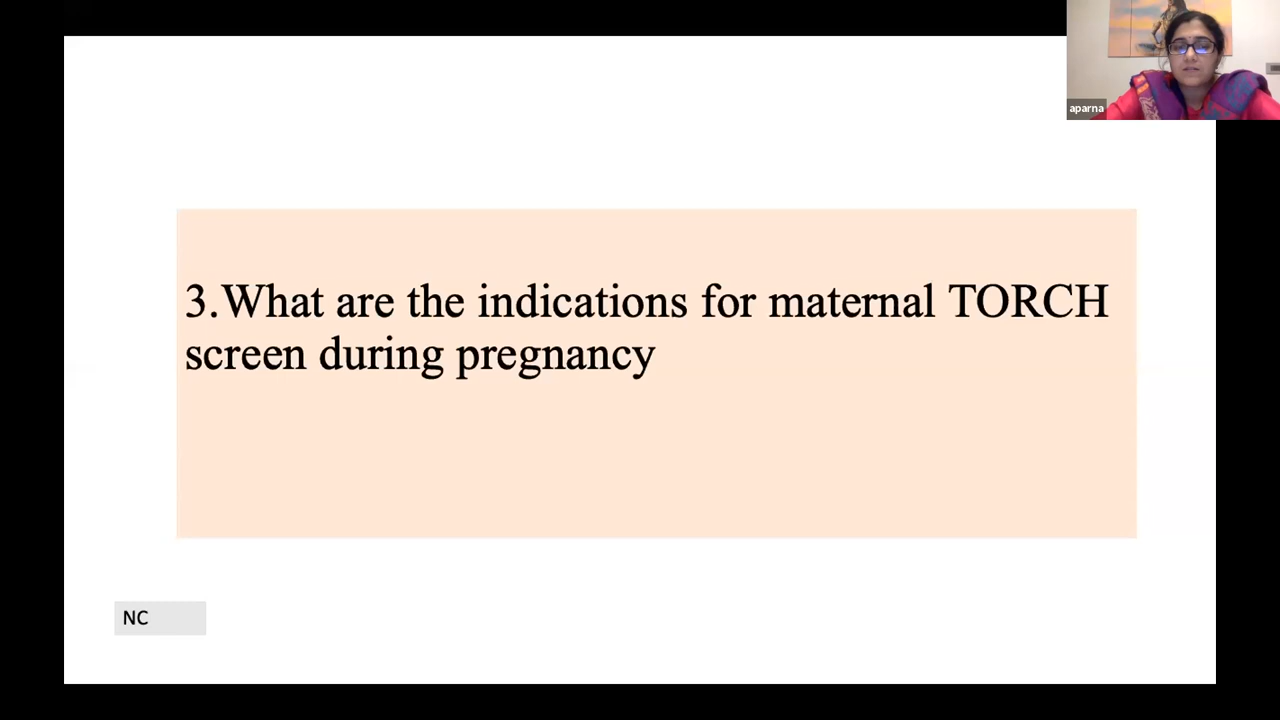 aparna
3.What are the indications for maternal TORCH
screen during pregnancy
NC